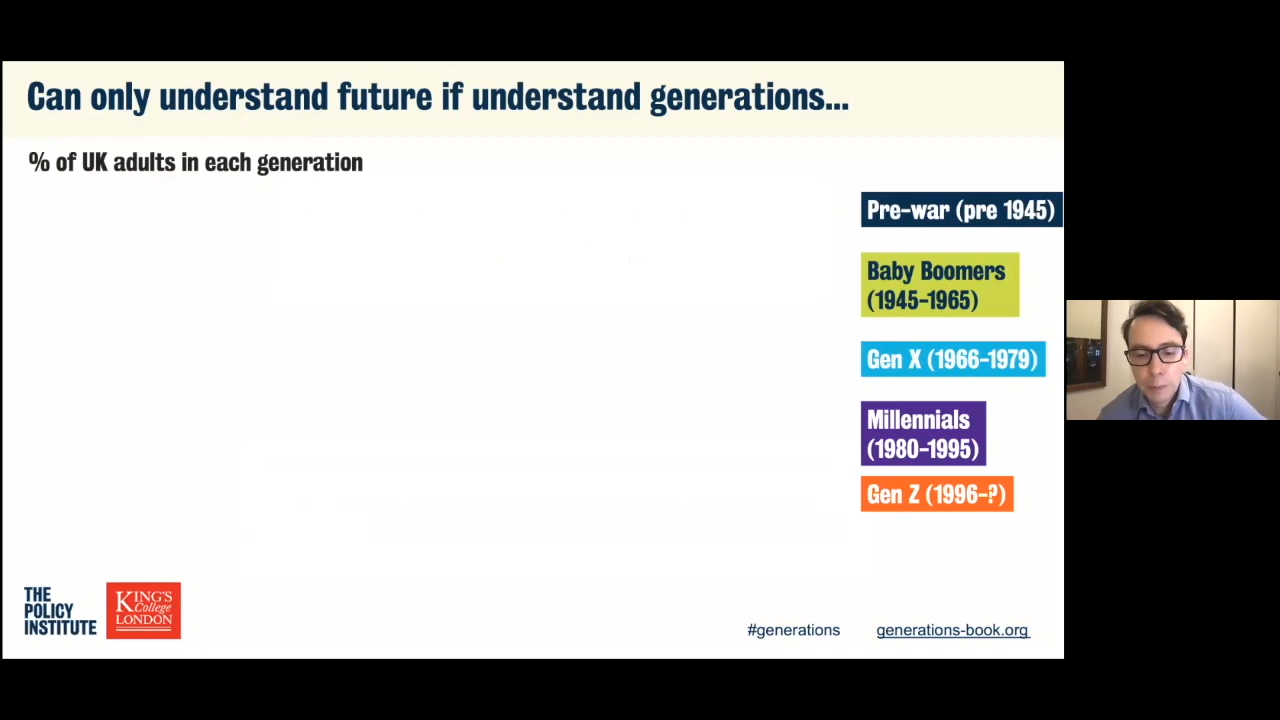 Can only understand future if understand generations...
% of UK adults in each generation
Pre-war (pre 1945)
Baby Boomers
(1945-1965)
Gen X (1966-1979)
Millennials
(1980-1995)
Gen Z (1996-?)
THE
POLICY
INSTITUTE
KING'S
College
LONDON
#generations
generations-book.org